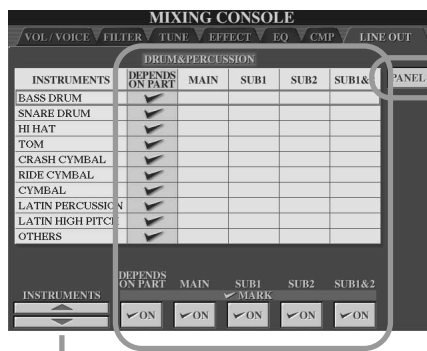 MIXING CONSOLE
VOL / VOICE FILTER TUNE EFFECT EQ CMP LINE OUT
DRUM&PERCUSSION
PANEL
INSTRUMENTS DEPENDS ON PART MAIN SUB1 SUB2 SUB1&
BASS DRUM
SNARE DRUM
HI HAT
TOM
CRASH CYMBAL
RIDE CYMBAL
CYMBAL
LATIN PERCUSSION
LATIN HIGH PITCH
OTHERS
DEPENDS ON PART MAIN SUB1 SUB2 SUB1&2
INSTRUMENTS
✓ MARK
✓ ON ✓ ON ✓ ON ✓ ON ✓ ON